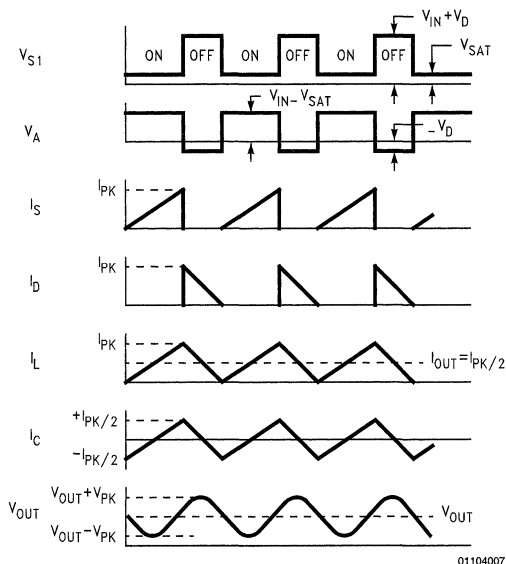 V_IN + V_D
V_S1 ON OFF ON OFF ON OFF V_SAT
V_IN – V_SAT
V_A – V_D
I_S I_PK
I_D I_PK
I_L I_PK I_OUT = I_PK/2
I_C +I_PK/2
–I_PK/2
V_OUT V_OUT + V_PK V_OUT
V_OUT – V_PK
01104007